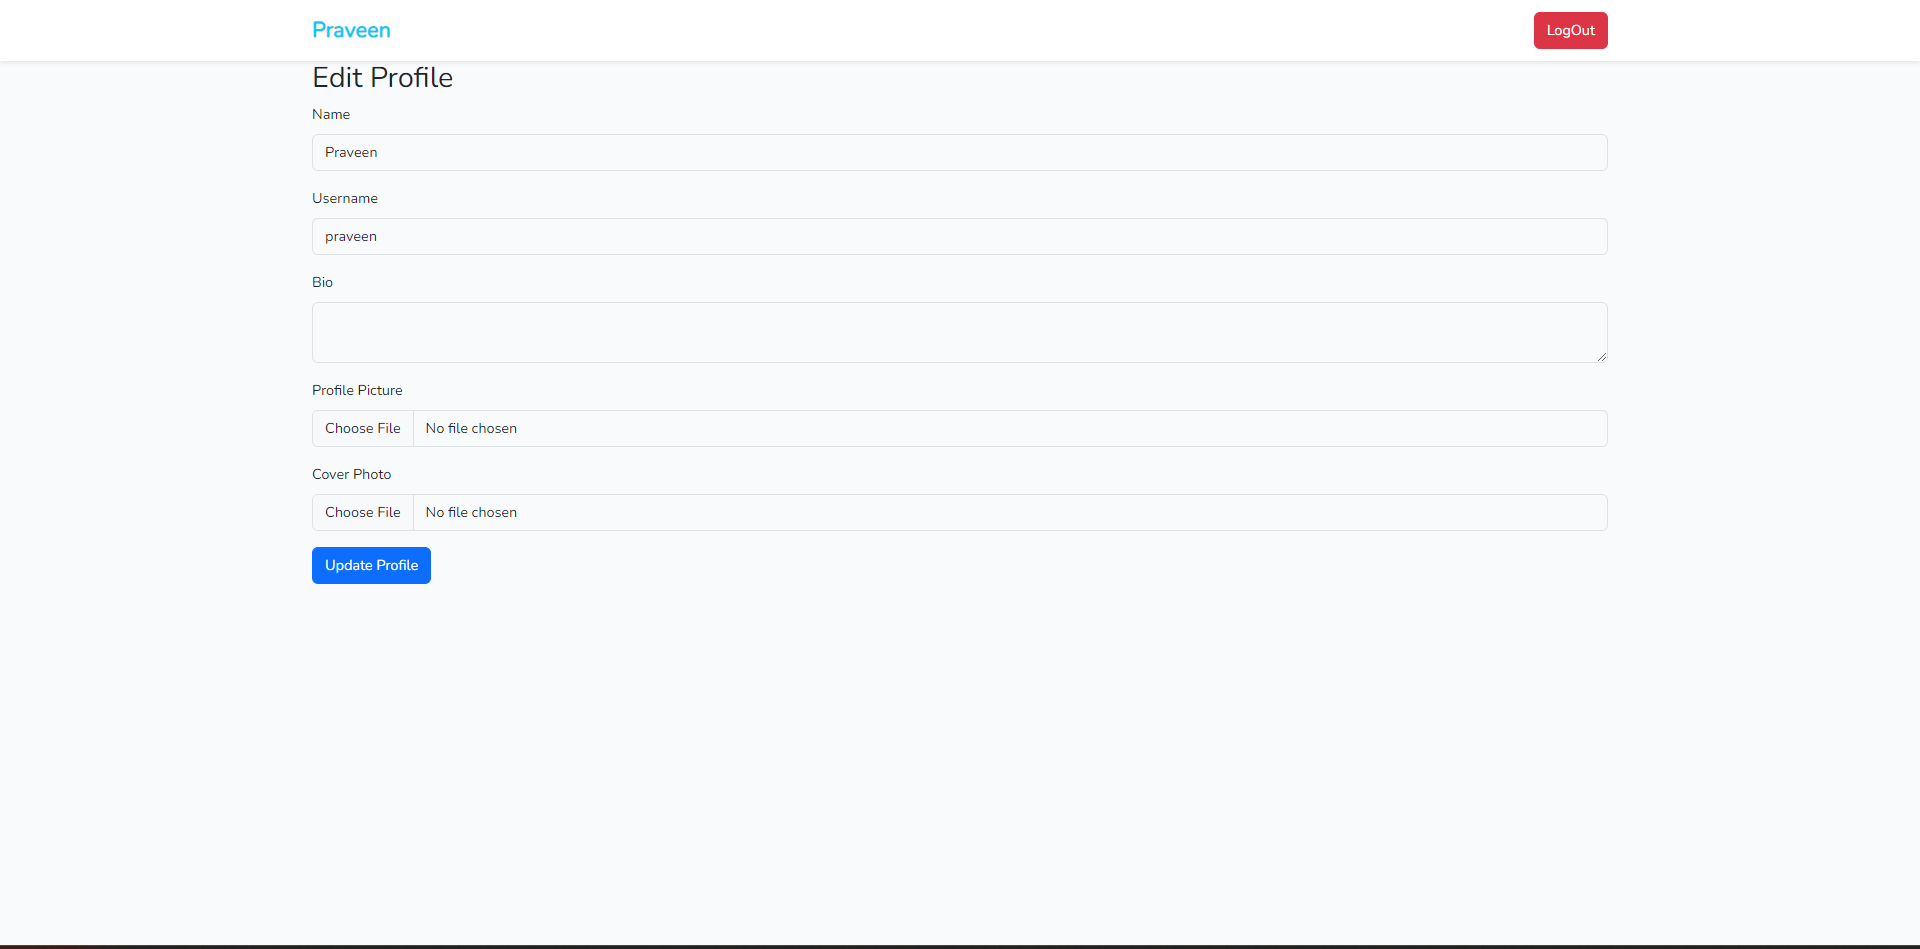 Praveen
LogOut
Edit Profile
Name
Praveen
Username
praveen
Bio
Profile Picture
Choose File No file chosen
Cover Photo
Choose File No file chosen
Update Profile